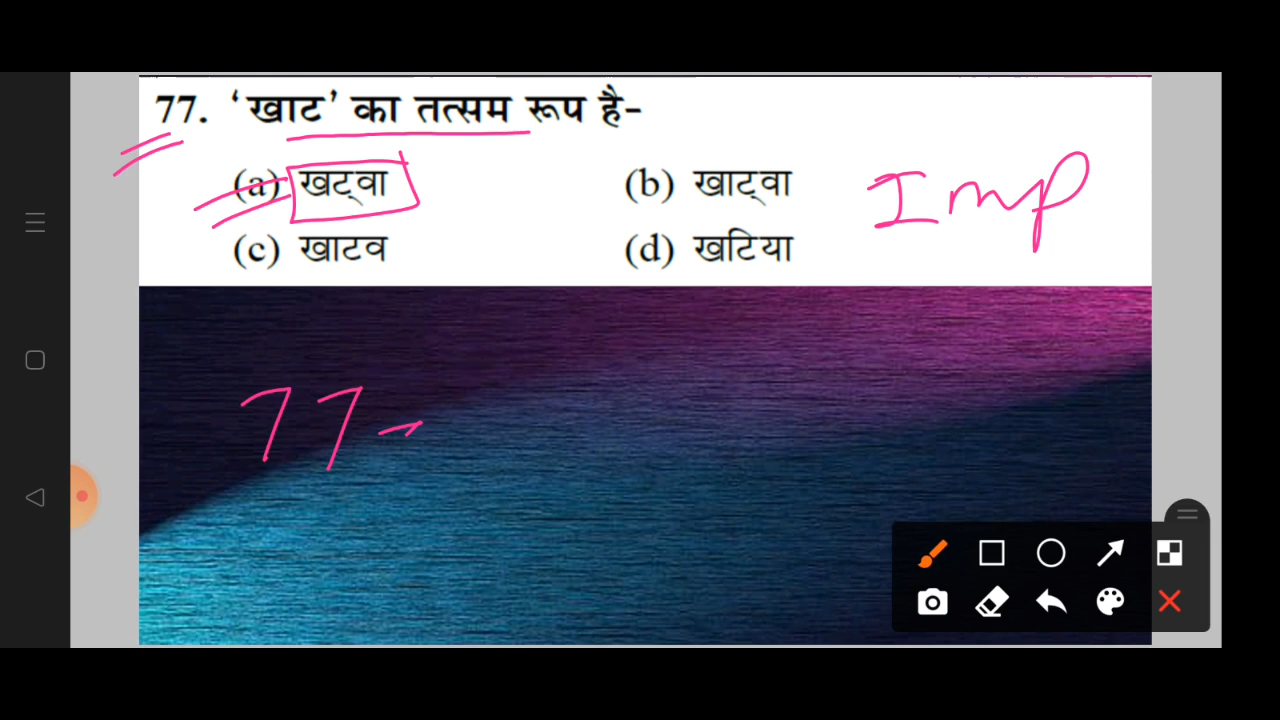 77. ‘खाट’ का तत्सम रूप है-
(a) खट्वा (b) खाट्वा
Imp
(c) खाटव (d) खटिया
77-